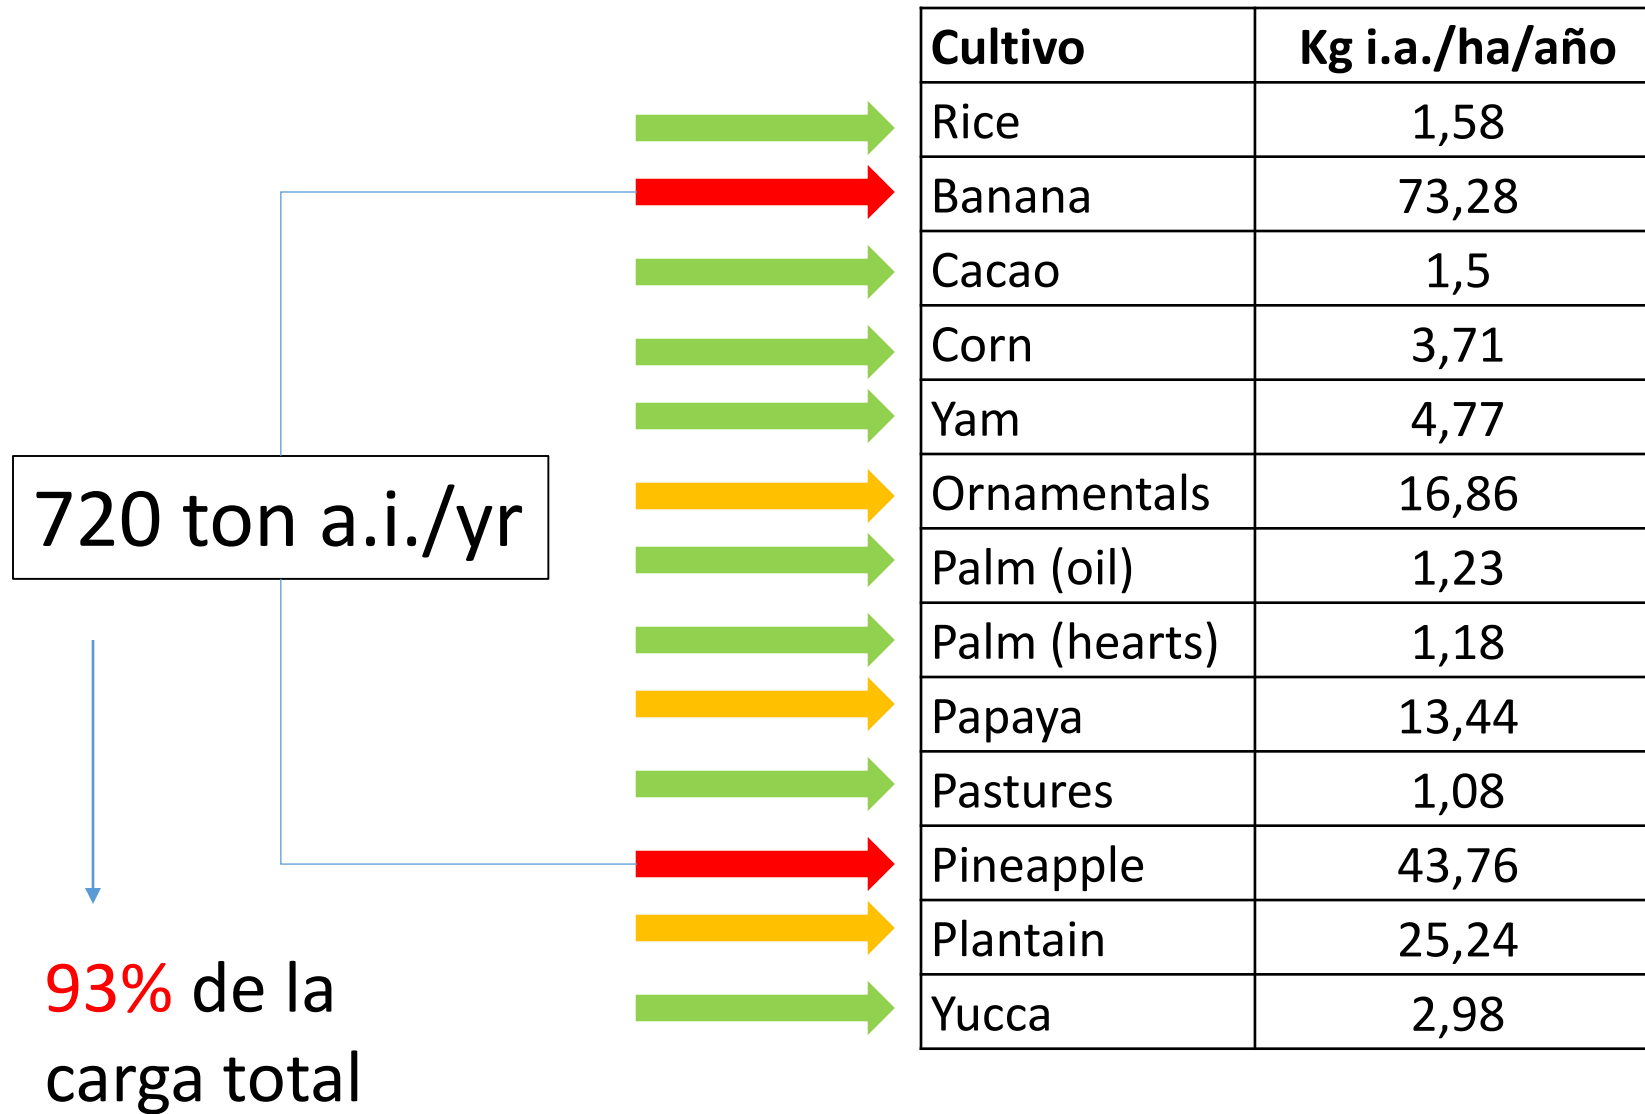 Cultivo Kg i.a./ha/año
Rice 1,58
Banana 73,28
Cacao 1,5
Corn 3,71
Yam 4,77
Ornamentals 16,86
Palm (oil) 1,23
Palm (hearts) 1,18
Papaya 13,44
Pastures 1,08
Pineapple 43,76
Plantain 25,24
Yucca 2,98
720 ton a.i./yr
93% de la
carga total